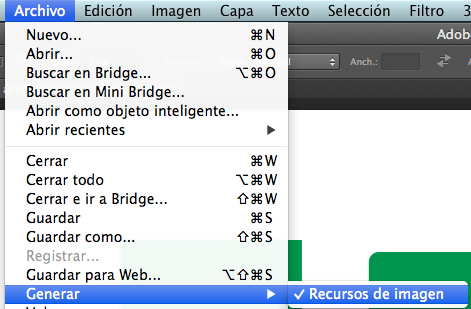 Archivo Edición Imagen Capa Texto Selección Filtro 3
Adobe
Nuevo... ⌘N
Abrir... ⌘O
Anch.:
Buscar en Bridge... ⌥⌘O
Buscar en Mini Bridge...
Abrir como objeto inteligente...
Abrir recientes ▶
Cerrar ⌘W
Cerrar todo ⌥⌘W
Cerrar e ir a Bridge... ⇧⌘W
Guardar ⌘S
Guardar como... ⇧⌘S
Registrar...
Guardar para Web... ⌥⇧⌘S
Generar ▶ ✓ Recursos de imagen